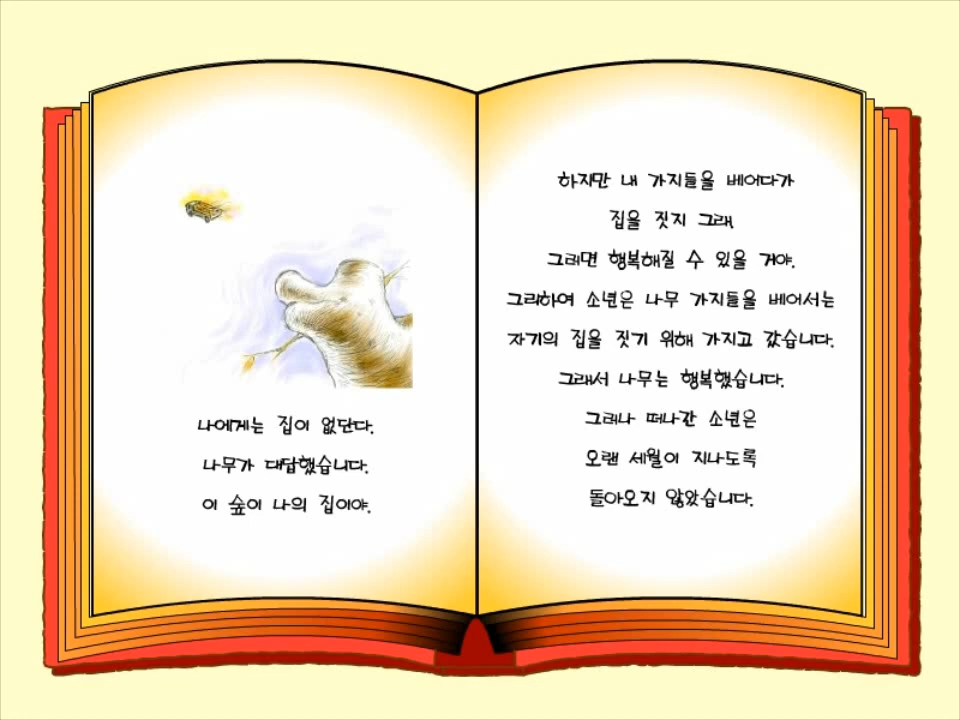 나에게는 집이 없단다.
나무가 대답했습니다.
이 숲이 나의 집이야.
하지만 내 가지들을 베어다가
집을 짓지 그래.
그러면 행복해질 수 있을 거야.
그리하여 소년은 나무 가지들을 베어서는
자기의 집을 짓기 위해 가지고 갔습니다.
그래서 나무는 행복했습니다.
그러나 떠나간 소년은
오랜 세월이 지나도록
돌아오지 않았습니다.